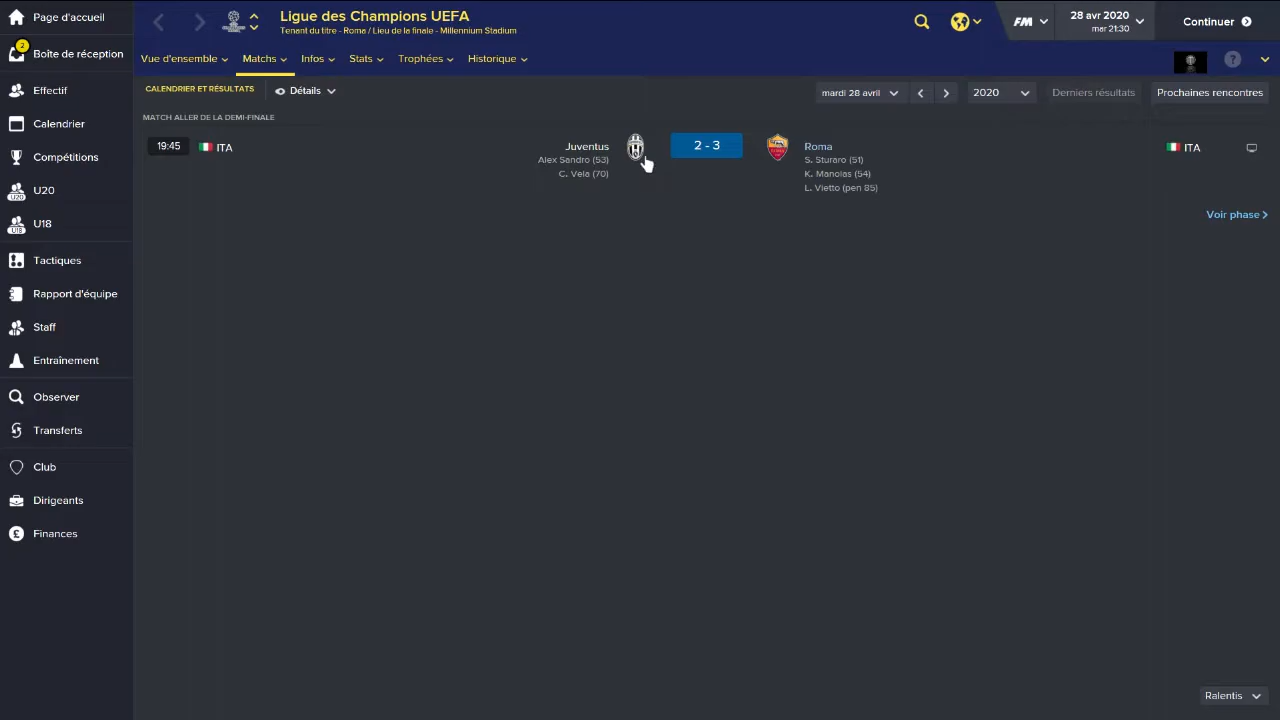 Page d'accueil
2
Boîte de réception
Effectif
Calendrier
Compétitions
U20
U20
U18
U18
Tactiques
Rapport d'équipe
Staff
Entraînement
Observer
Transferts
Club
Dirigeants
Finances
Ligue des Champions UEFA
Tenant du titre - Roma / Lieu de la finale - Millennium Stadium
FM
28 avr 2020
mar 21:30
Continuer
Vue d'ensemble
Matchs
Infos
Stats
Trophées
Historique
?
CALENDRIER ET RÉSULTATS
Détails
mardi 28 avril
2020
Derniers résultats
Prochaines rencontres
MATCH ALLER DE LA DEMI-FINALE
19:45 ITA Juventus 2 - 3 Roma ITA
Alex Sandro (53) S. Sturaro (51)
C. Vela (70) K. Manolas (54)
L. Vietto (pen 85)
Voir phase
Ralentis